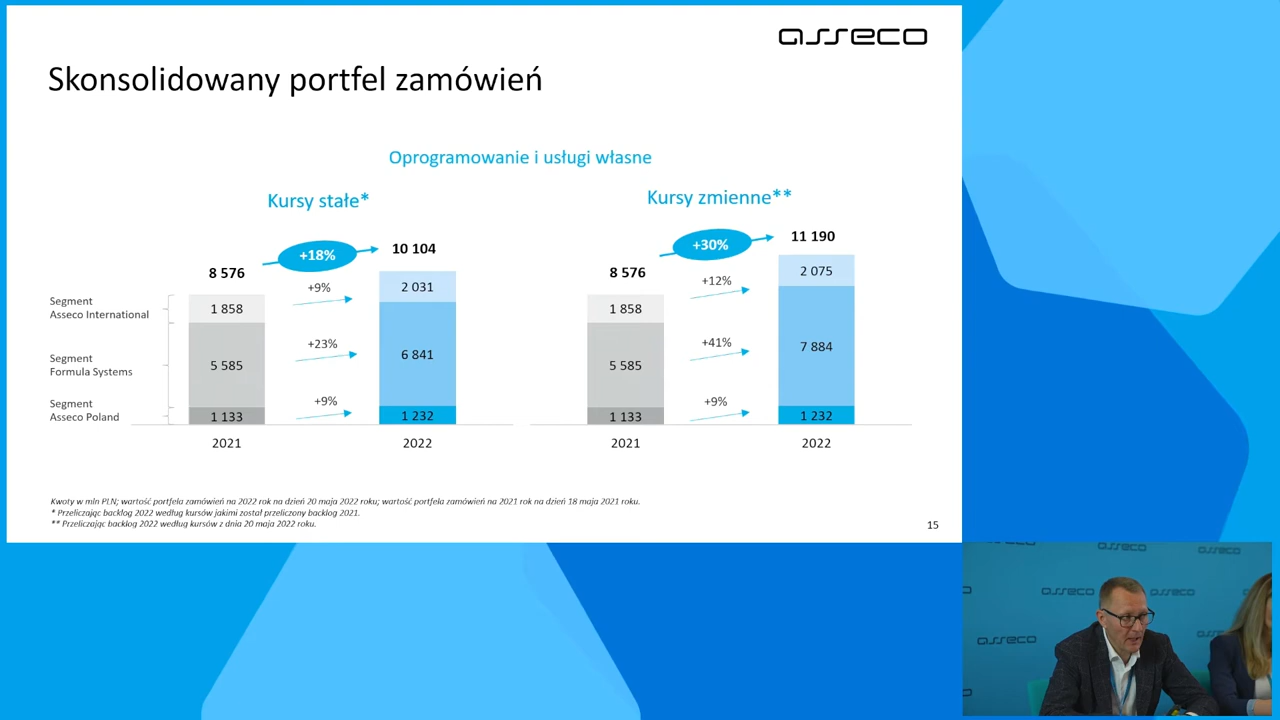 asseco
Skonsolidowany portfel zamówień
Oprogramowanie i usługi własne
Kursy stałe*
+18%
8 576
10 104
Segment
Asseco International
1 858
+9%
2 031
Segment
Formula Systems
5 585
+23%
6 841
Segment
Asseco Poland
1 133
+9%
1 232
2021
2022
Kursy zmienne**
+30%
8 576
11 190
1 858
+12%
2 075
5 585
+41%
7 884
1 133
+9%
1 232
2021
2022
Kwoty w mln PLN; wartość portfela zamówień na 2022 rok na dzień 20 maja 2022 roku; wartość portfela zamówień na 2021 rok na dzień 18 maja 2021 roku.
* Przeliczając backlog 2022 według kursów jakimi został przeliczony backlog 2021.
** Przeliczając backlog 2022 według kursów z dnia 20 maja 2022 roku.
15
asseco
asseco
asseco
asseco
asseco